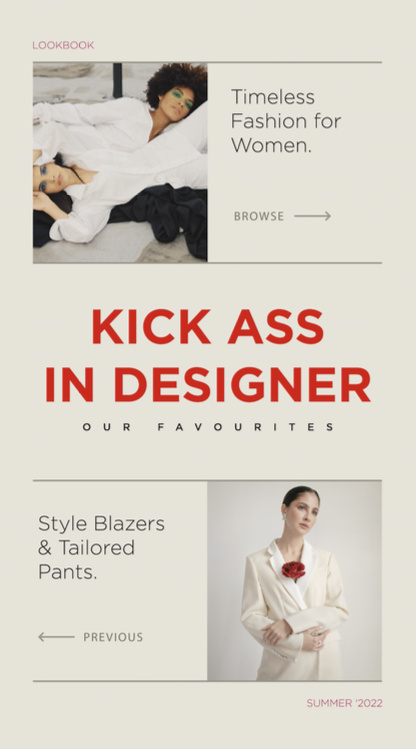 LOOKBOOK
Timeless
Fashion for
Women.
BROWSE
KICK ASS
IN DESIGNER
OUR FAVOURITES
Style Blazers
& Tailored
Pants.
PREVIOUS
SUMMER '2022